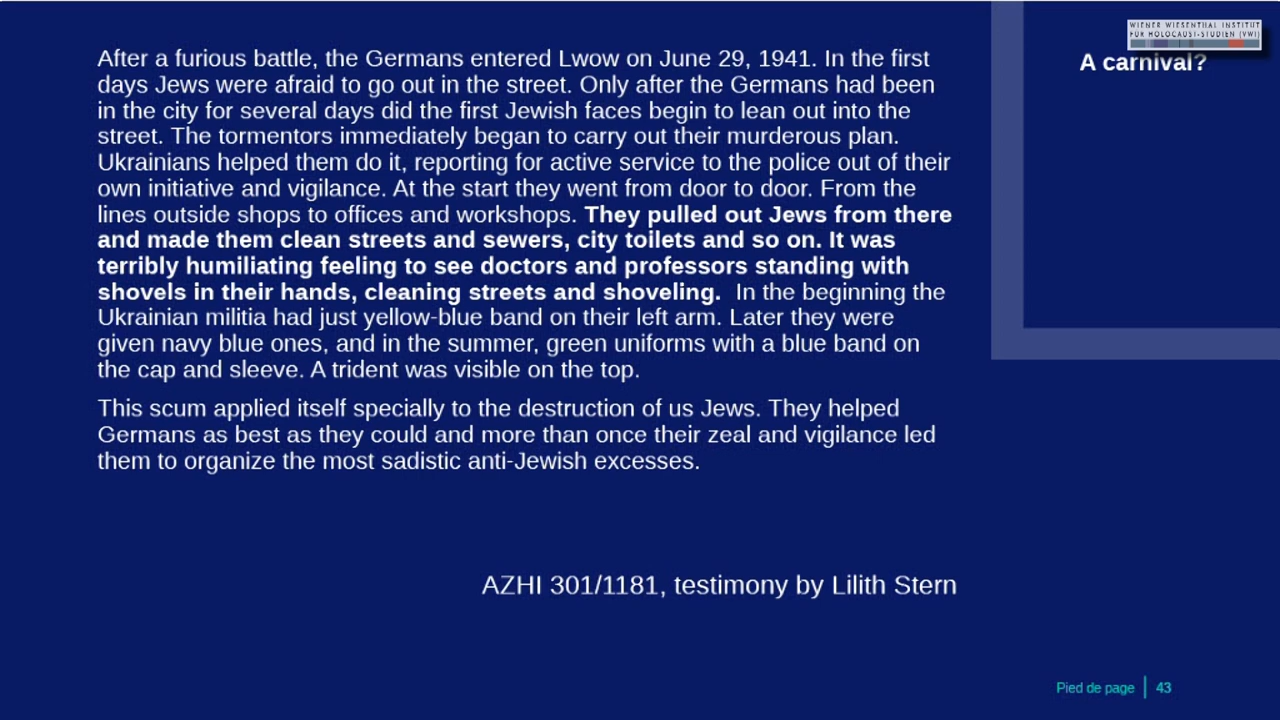 WIENER WIESENTHAL INSTITUT
FÜR HOLOCAUST-STUDIEN (VWI)
A carnival?
After a furious battle, the Germans entered Lwow on June 29, 1941. In the first
days Jews were afraid to go out in the street. Only after the Germans had been
in the city for several days did the first Jewish faces begin to lean out into the
street. The tormentors immediately began to carry out their murderous plan.
Ukrainians helped them do it, reporting for active service to the police out of their
own initiative and vigilance. At the start they went from door to door. From the
lines outside shops to offices and workshops. They pulled out Jews from there
and made them clean streets and sewers, city toilets and so on. It was
terribly humiliating feeling to see doctors and professors standing with
shovels in their hands, cleaning streets and shoveling. In the beginning the
Ukrainian militia had just yellow-blue band on their left arm. Later they were
given navy blue ones, and in the summer, green uniforms with a blue band on
the cap and sleeve. A trident was visible on the top.
This scum applied itself specially to the destruction of us Jews. They helped
Germans as best as they could and more than once their zeal and vigilance led
them to organize the most sadistic anti-Jewish excesses.
AZHI 301/1181, testimony by Lilith Stern
Pied de page | 43